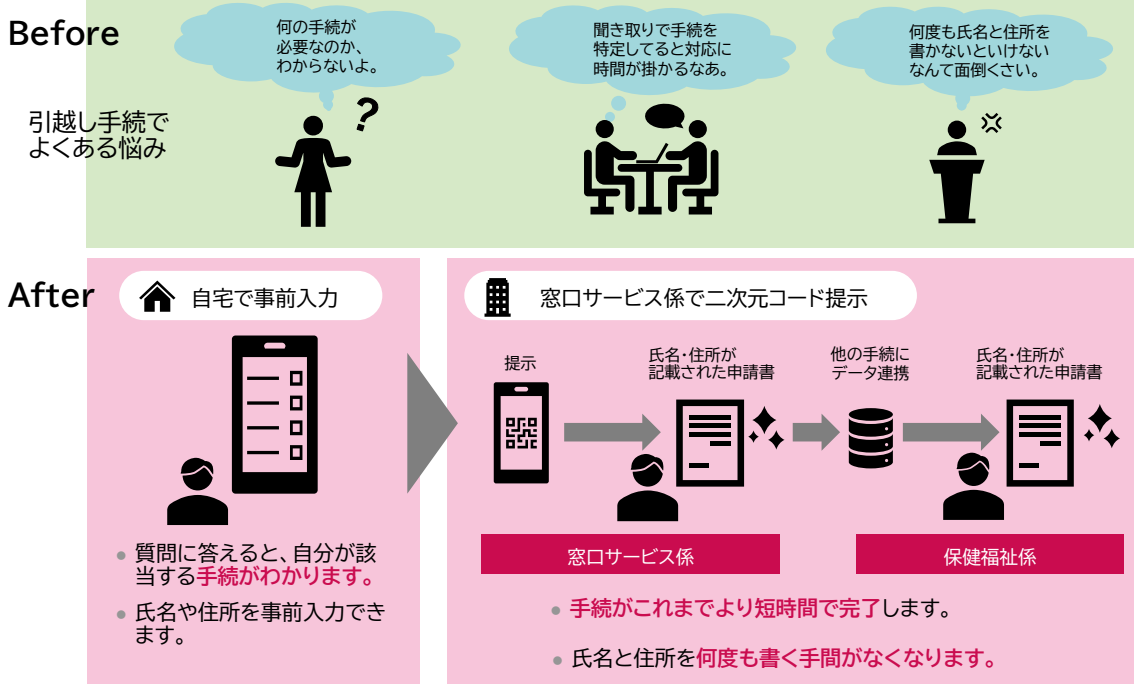 Before
何の手続が
必要なのか、
わからないよ。
聞き取りで手続を
特定してると対応に
時間が掛かるなあ。
何度も氏名と住所を
書かないといけない
なんて面倒くさい。
?
引越し手続で
よくある悩み
After
自宅で事前入力
窓口サービス係で二次元コード提示
提示
氏名・住所が
記載された申請書
他の手続に
データ連携
氏名・住所が
記載された申請書
窓口サービス係
保健福祉係
● 質問に答えると、自分が該
当する手続がわかります。
● 氏名や住所を事前入力でき
ます。
● 手続がこれまでより短時間で完了します。
● 氏名と住所を何度も書く手間がなくなります。